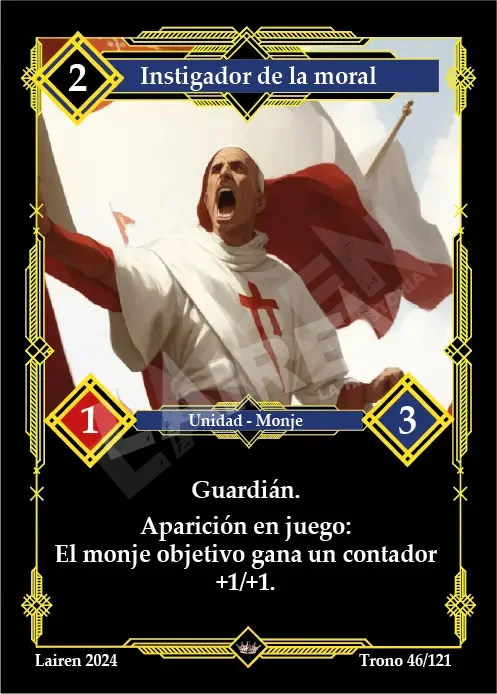 2
Instigador de la moral
1
Unidad - Monje
3
Guardián.
Aparición en juego:
El monje objetivo gana un contador
+1/+1.
Lairen 2024
Trono 46/121